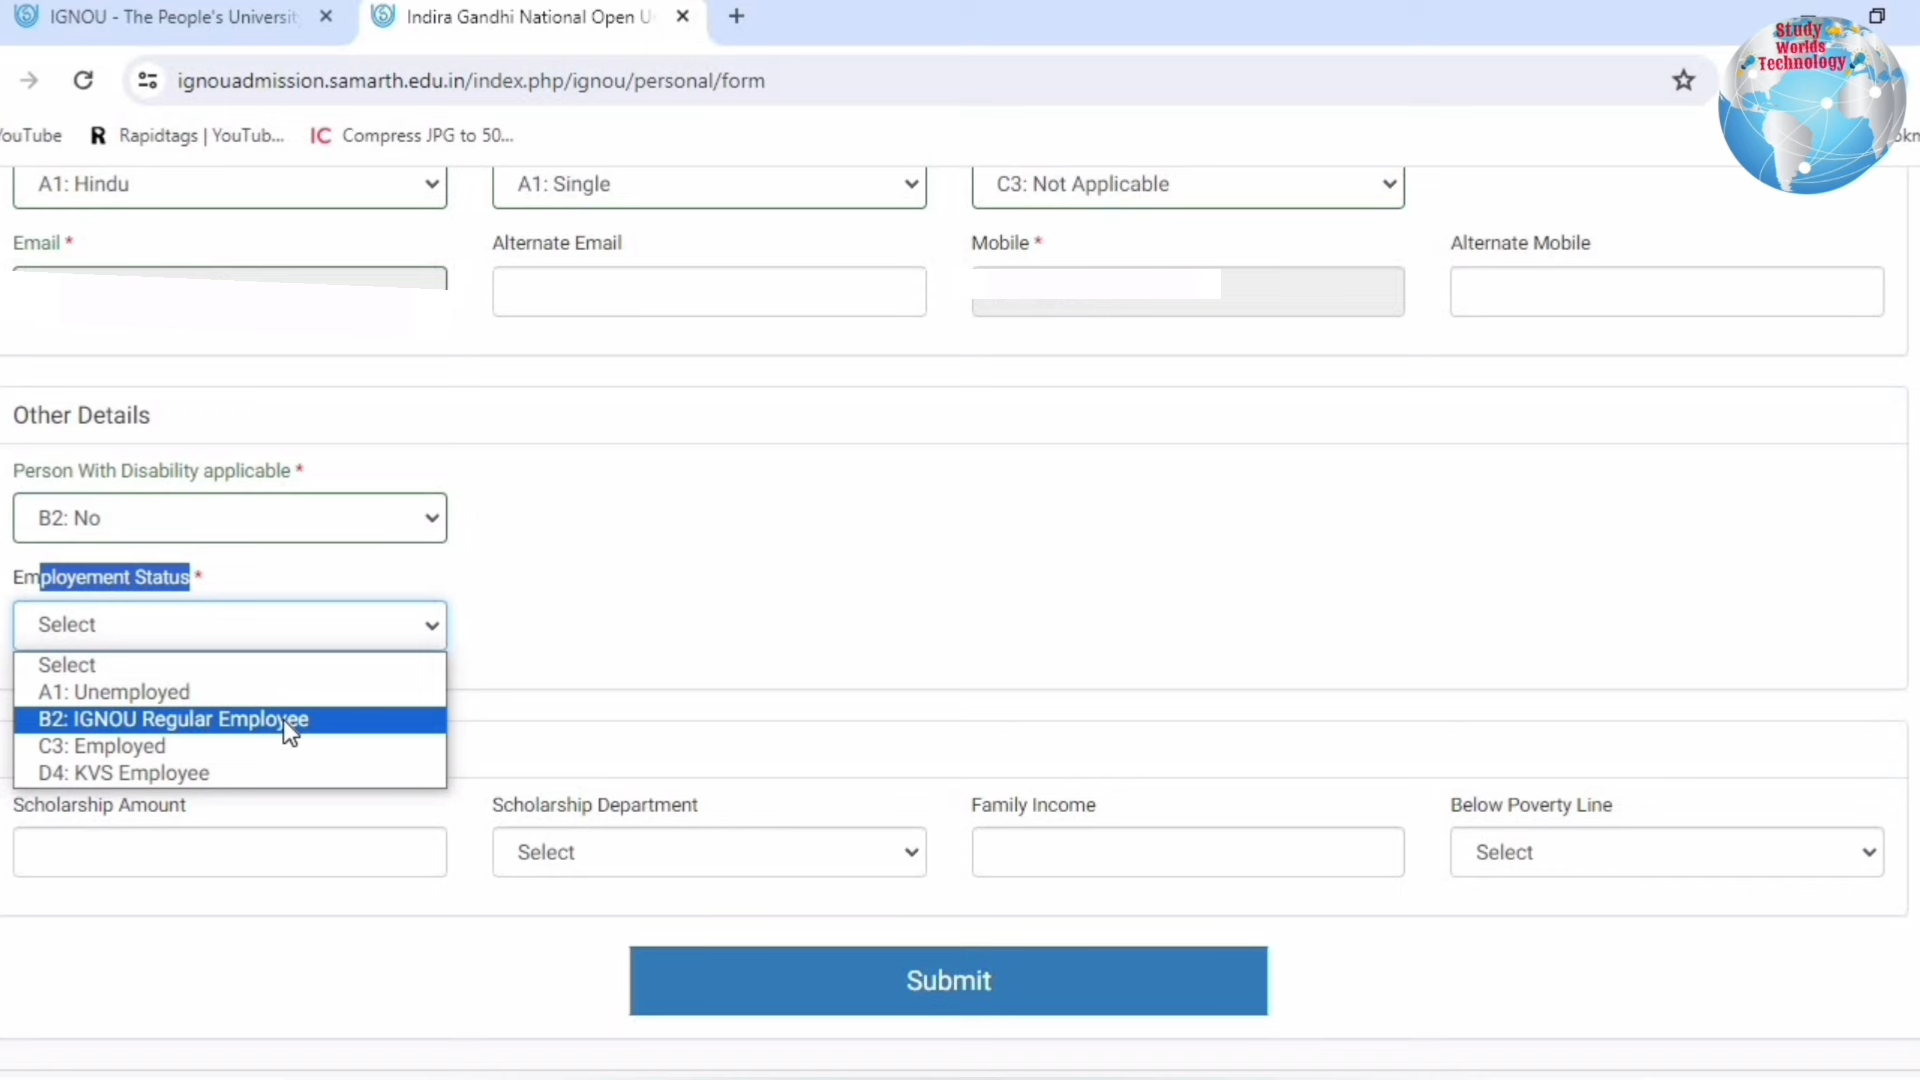 IGNOU - The People's Universit
Indira Gandhi National Open U
Study
Worlds
Technology
ignouadmission.samarth.edu.in/index.php/ignou/personal/form
YouTube
R Rapidtags | YouTub...
IC Compress JPG to 50...
A1: Hindu
A1: Single
C3: Not Applicable
Email *
Alternate Email
Mobile *
Alternate Mobile
Other Details
Person With Disability applicable *
B2: No
Employement Status *
Select
Select
A1: Unemployed
B2: IGNOU Regular Employee
C3: Employed
D4: KVS Employee
Scholarship Amount
Scholarship Department
Family Income
Below Poverty Line
Select
Select
Submit